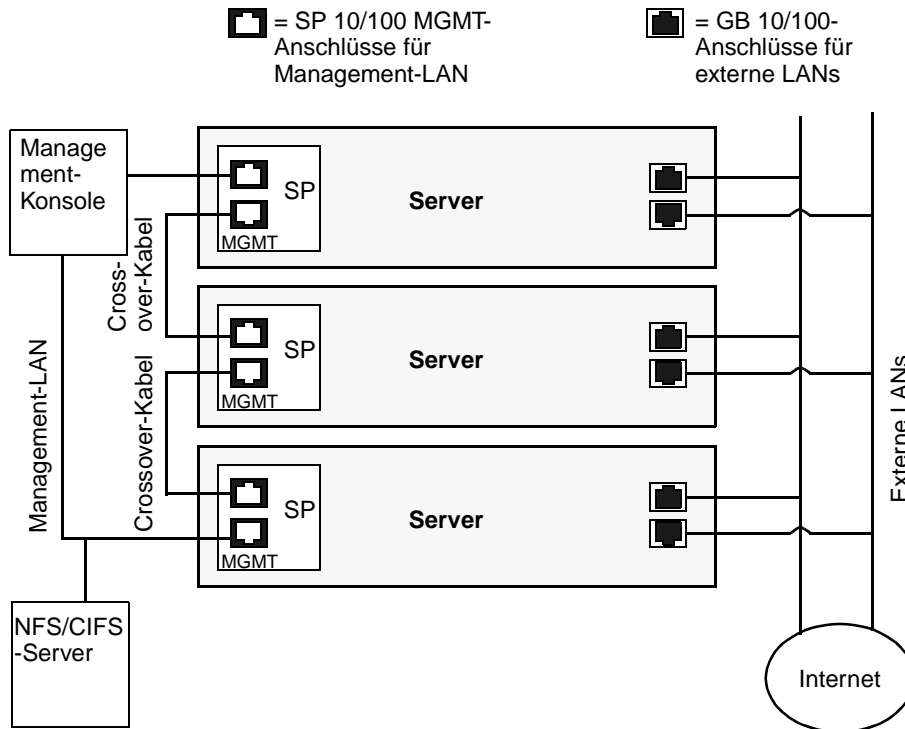 = SP 10/100 MGMT-
Anschlüsse für
Management-LAN
= GB 10/100-
Anschlüsse für
externe LANs
Manage
ment-
Konsole
SP
MGMT
Server
Cross-
over-Kabel
SP
MGMT
Server
Management-LAN
Crossover-Kabel
Externe LANs
SP
MGMT
Server
NFS/CIFS
-Server
Internet